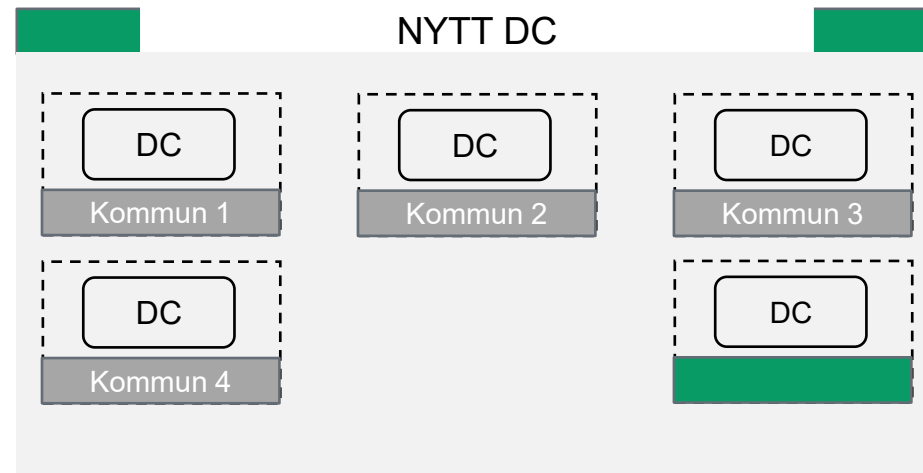 NYTT DC
DC
Kommun 1
DC
Kommun 2
DC
Kommun 3
DC
Kommun 4
DC